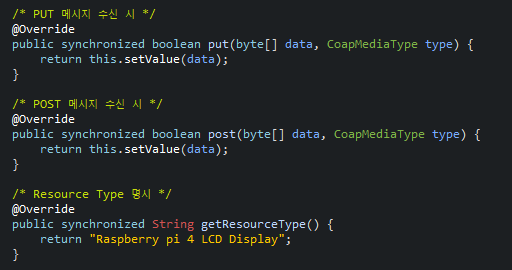 /* PUT 메시지 수신 시 */
@Override
public synchronized boolean put(byte[] data, CoapMediaType type) {
    return this.setValue(data);
}

/* POST 메시지 수신 시 */
@Override
public synchronized boolean post(byte[] data, CoapMediaType type) {
    return this.setValue(data);
}

/* Resource Type 명시 */
@Override
public synchronized String getResourceType() {
    return "Raspberry pi 4 LCD Display";
}